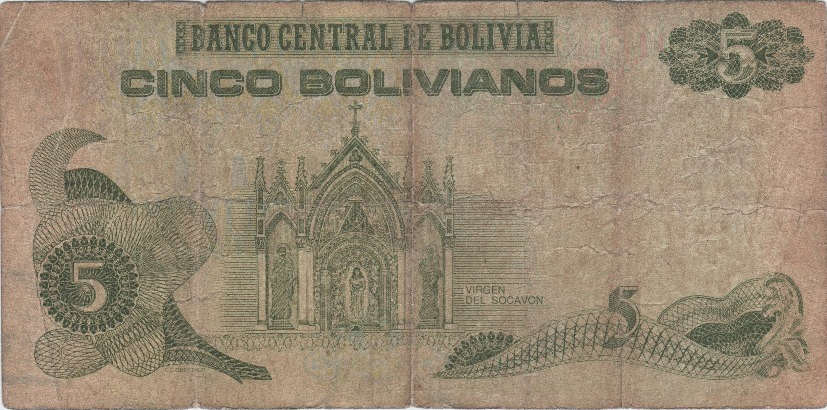 BANCO CENTRAL DE BOLIVIA
5
CINCO BOLIVIANOS
5
VIRGEN
DEL SOCAVON
5